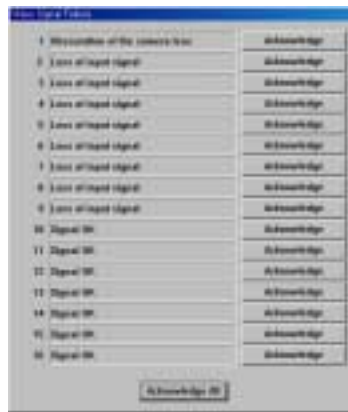 1 Obscuration of the camera lens Acknowledge
2 Loss of input signal Acknowledge
3 Loss of input signal Acknowledge
4 Loss of input signal Acknowledge
5 Loss of input signal Acknowledge
6 Loss of input signal Acknowledge
7 Loss of input signal Acknowledge
8 Loss of input signal Acknowledge
9 Loss of input signal Acknowledge
10 Signal OK Acknowledge
11 Signal OK Acknowledge
12 Signal OK Acknowledge
13 Signal OK Acknowledge
14 Signal OK Acknowledge
15 Signal OK Acknowledge
16 Signal OK Acknowledge
Acknowledge All